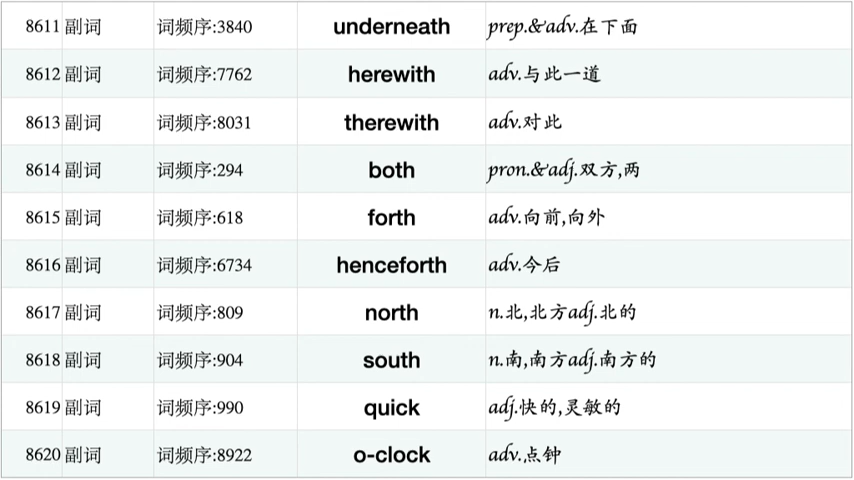 8611 副词 词频序:3840 underneath prep.&adv.在下面
8612 副词 词频序:7762 herewith adv.与此一道
8613 副词 词频序:8031 therewith adv.对此
8614 副词 词频序:294 both pron.&adj.双方,两
8615 副词 词频序:618 forth adv.向前,向外
8616 副词 词频序:6734 henceforth adv.今后
8617 副词 词频序:809 north n.北,北方adj.北的
8618 副词 词频序:904 south n.南,南方adj.南方的
8619 副词 词频序:990 quick adj.快的,灵敏的
8620 副词 词频序:8922 o-clock adv.点钟